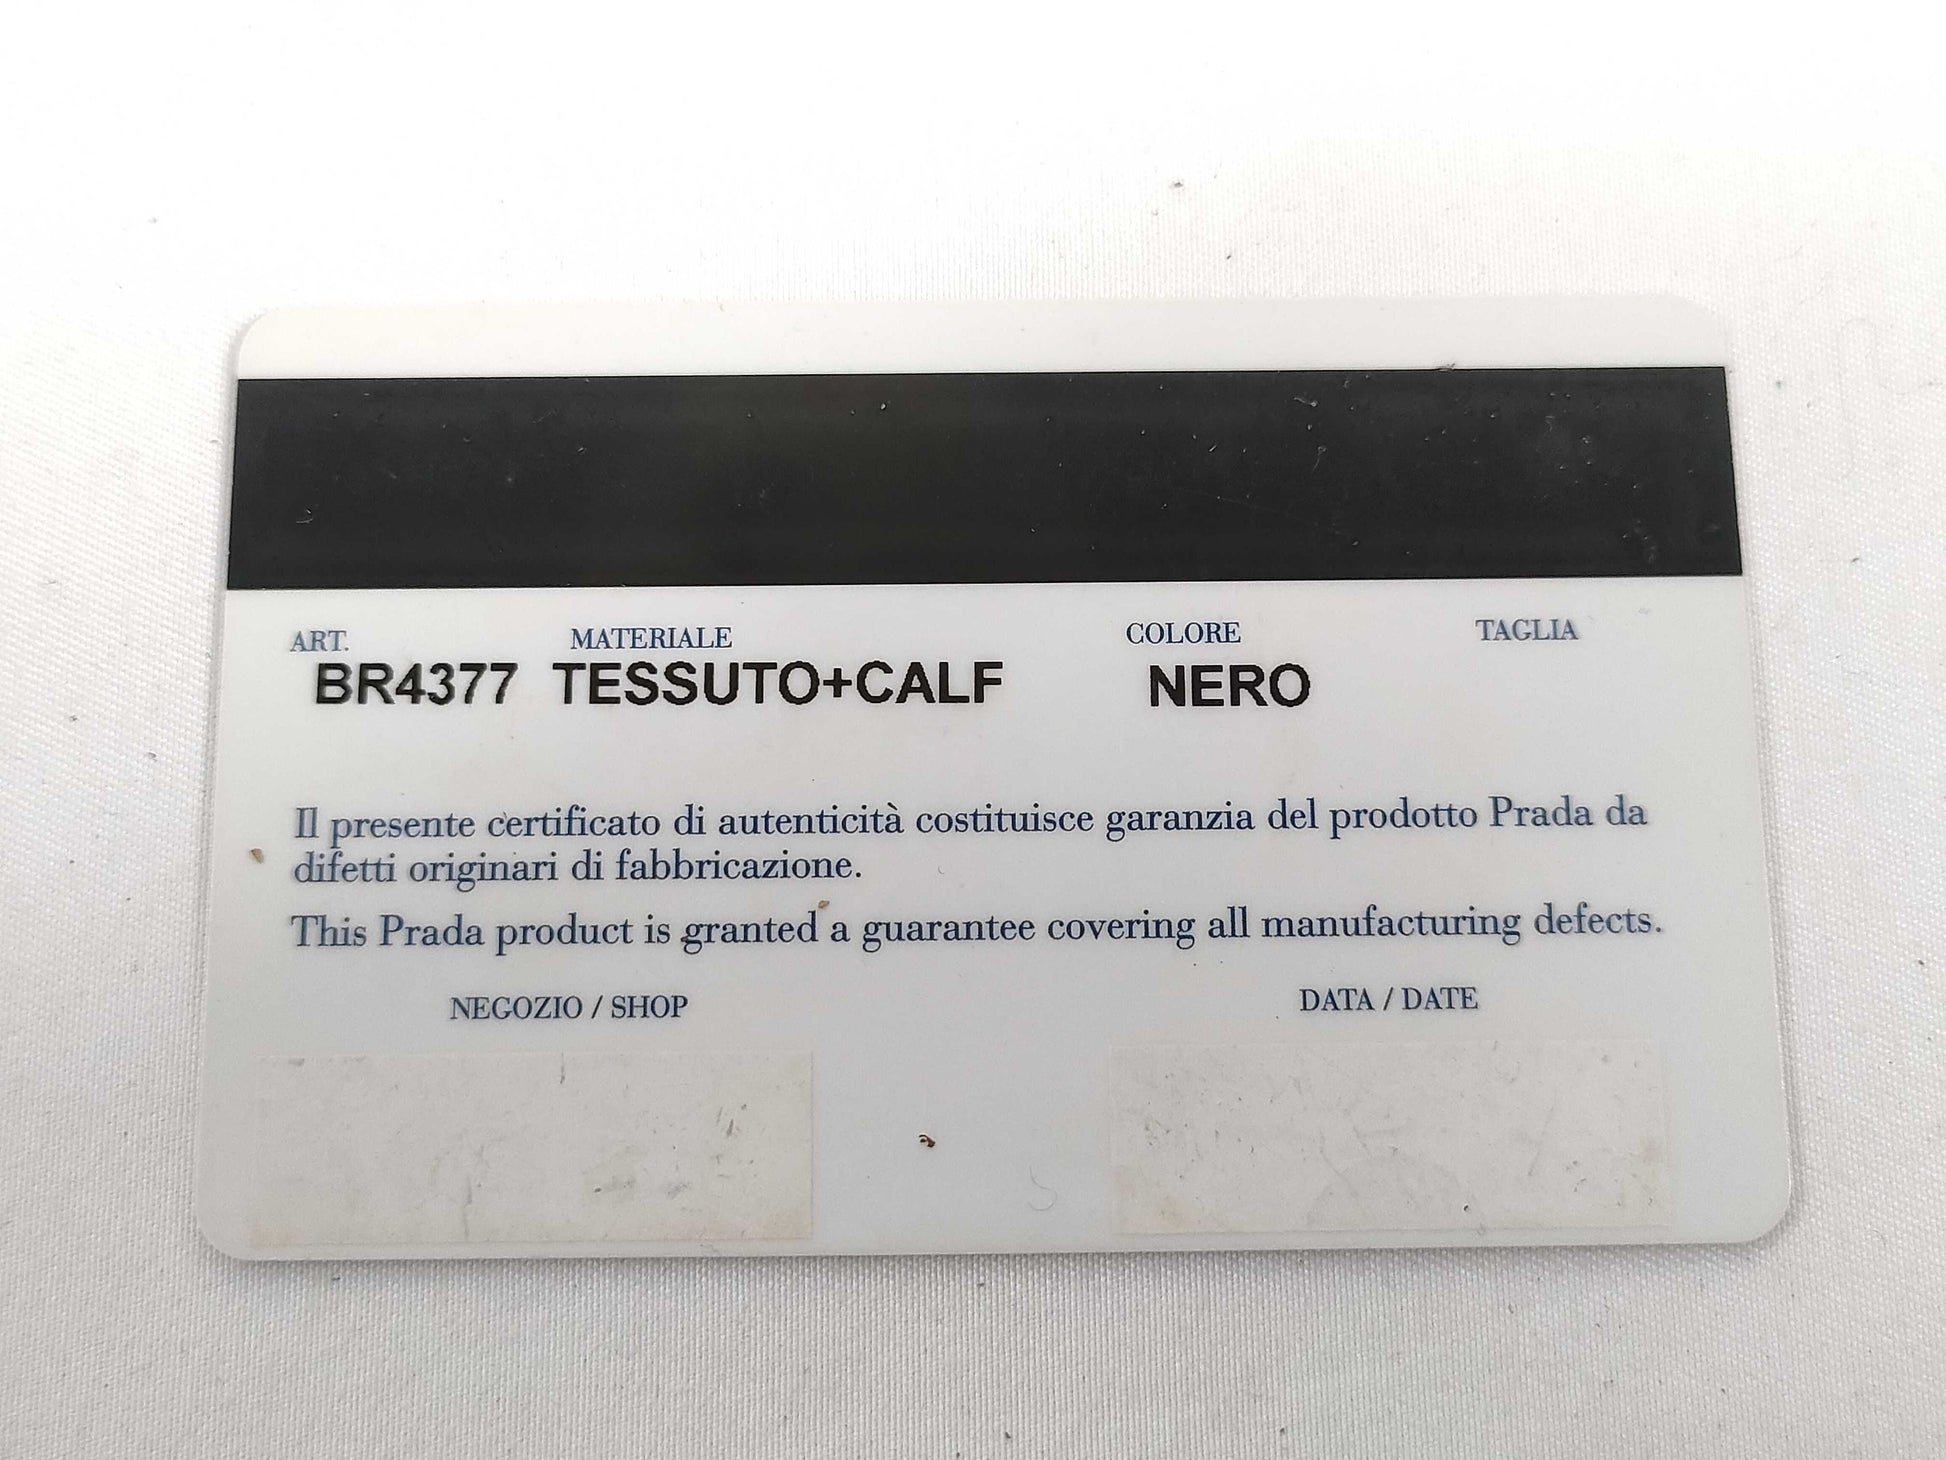 ART. MATERIALE COLORE TAGLIA
BR4377 TESSUTO+CALF NERO
Il presente certificato di autenticità costituisce garanzia del prodotto Prada da
difetti originari di fabbricazione.
This Prada product is granted a guarantee covering all manufacturing defects.
NEGOZIO / SHOP DATA / DATE